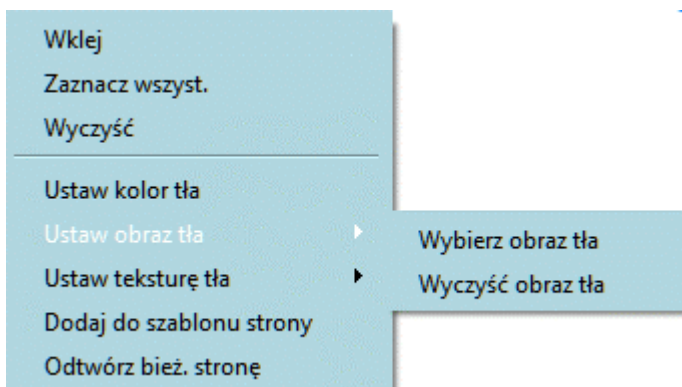 Wklej
Zaznacz wszyst.
Wyczyść
Ustaw kolor tła
Ustaw obraz tła
Wybierz obraz tła
Ustaw teksturę tła
Wyczyść obraz tła
Dodaj do szablonu strony
Odtwórz bież. stronę